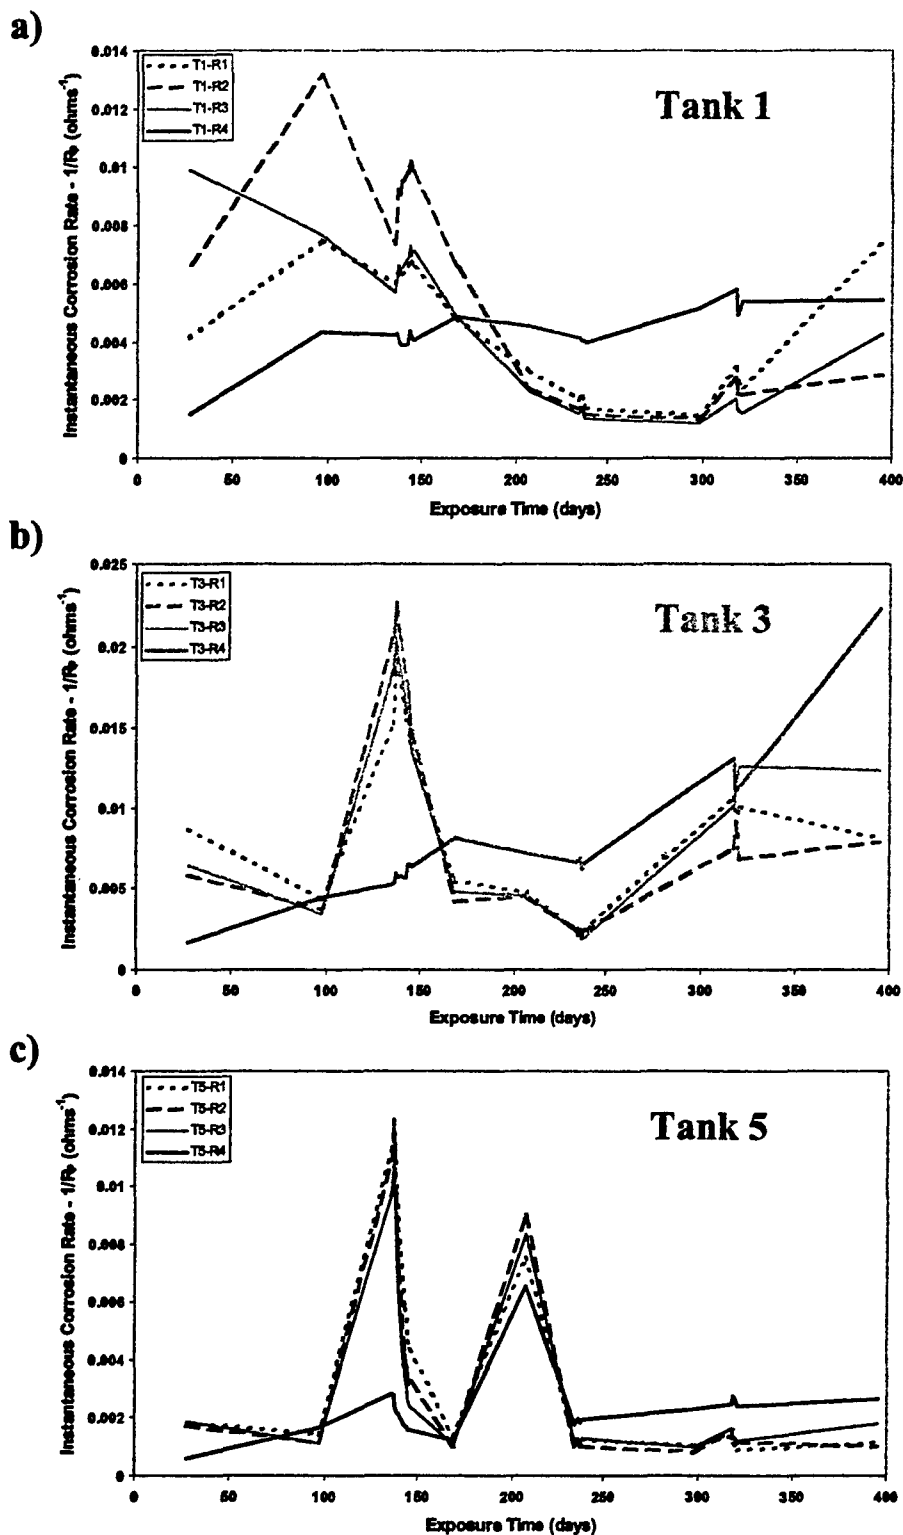 a)
0.014
0.012
0.01
0.008
0.006
0.004
0.002
0
Instantaneous Corrosion Rate - 1/Rp (ohms⁻¹)
T1-R1
T1-R2
T1-R3
T1-R4
Tank 1
0 50 100 150 200 250 300 350 400
Exposure Time (days)
b)
0.025
0.02
0.015
0.01
0.005
0
Instantaneous Corrosion Rate - 1/Rp (ohms⁻¹)
T3-R1
T3-R2
T3-R3
T3-R4
Tank 3
0 50 100 150 200 250 300 350 400
Exposure Time (days)
c)
0.014
0.012
0.01
0.008
0.006
0.004
0.002
0
Instantaneous Corrosion Rate - 1/Rp (ohms⁻¹)
T5-R1
T5-R2
T5-R3
T5-R4
Tank 5
0 50 100 150 200 250 300 350 400
Exposure Time (days)